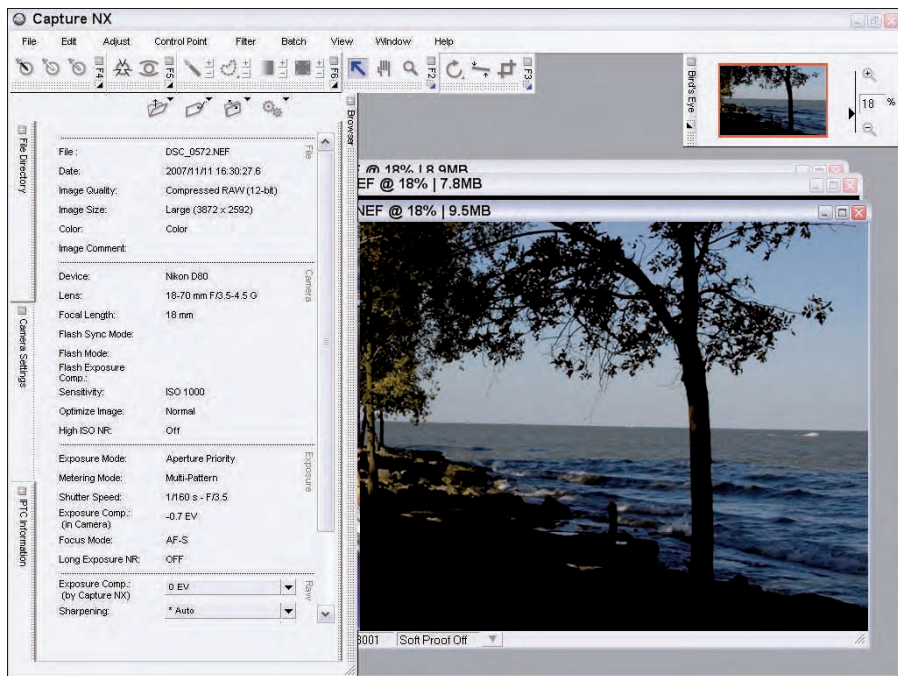 Capture NX
File Edit Adjust Control Point Filter Batch View Window Help
F4 F5 F6 F2 F3
Bird's Eye
18 %
Browser
File Directory
Camera Settings
IPTC Information
File
File : DSC_0572.NEF
Date: 2007/11/11 16:30:27.6
Image Quality: Compressed RAW (12-bit)
Image Size: Large (3872 x 2592)
Color: Color
Image Comment:
Camera
Device: Nikon D80
Lens: 18-70 mm F/3.5-4.5 G
Focal Length: 18 mm
Flash Sync Mode:
Flash Mode:
Flash Exposure
Comp.:
Sensitivity: ISO 1000
Optimize Image: Normal
High ISO NR: Off
Exposure
Exposure Mode: Aperture Priority
Metering Mode: Multi-Pattern
Shutter Speed: 1/160 s - F/3.5
Exposure Comp.:
(in Camera) -0.7 EV
Focus Mode: AF-S
Long Exposure NR: OFF
Raw
Exposure Comp.:
(by Capture NX) 0 EV
Sharpening: * Auto
F @ 18% | 8.9MB
EF @ 18% | 7.8MB
NEF @ 18% | 9.5MB
3001 Soft Proof Off